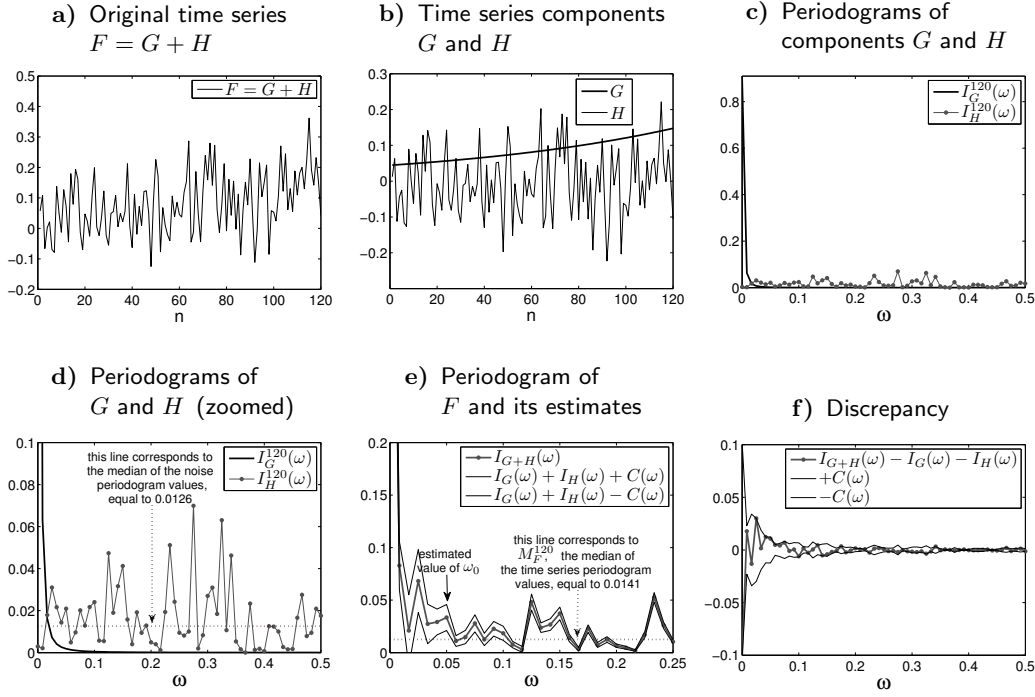 a) Original time series
F = G + H
b) Time series components
G and H
c) Periodograms of
components G and H
0.5
0.4
0.3
0.2
0.1
0
−0.1
−0.2
0 20 40 60 80 100 120
n
F = G + H
0.3
0.2
0.1
0
−0.1
−0.2
0 20 40 60 80 100 120
n
G
H
0.8
0.6
0.4
0.2
0
0 0.1 0.2 0.3 0.4 0.5
ω
I_G^{120}(ω)
I_H^{120}(ω)
d) Periodograms of
G and H (zoomed)
e) Periodogram of
F and its estimates
f) Discrepancy
0.1
0.08
0.06
0.04
0.02
0
0 0.1 0.2 0.3 0.4 0.5
ω
this line corresponds to
the median of the noise
periodogram values,
equal to 0.0126
I_G^{120}(ω)
I_H^{120}(ω)
0.2
0.15
0.1
0.05
0
0 0.05 0.1 0.15 0.2 0.25
ω
I_{G+H}(ω)
I_G(ω) + I_H(ω) + C(ω)
I_G(ω) + I_H(ω) − C(ω)
estimated
value of ω_0
this line corresponds to
M_F^{120}, the median of
the time series periodogram
values, equal to 0.0141
0.1
0.05
0
−0.05
−0.1
0 0.1 0.2 0.3 0.4 0.5
ω
I_{G+H}(ω) − I_G(ω) − I_H(ω)
+C(ω)
−C(ω)